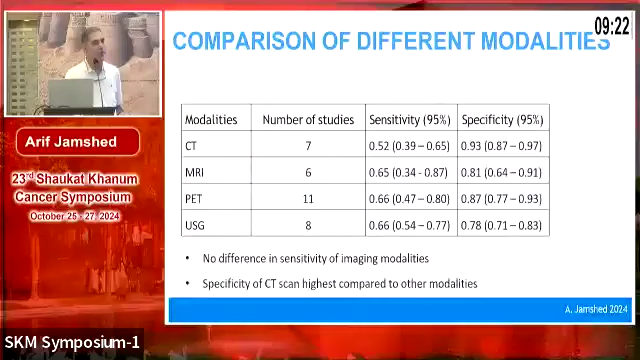 09:22
COMPARISON OF DIFFERENT MODALITIES
Modalities Number of studies Sensitivity (95%) Specificity (95%)
CT 7 0.52 (0.39 – 0.65) 0.93 (0.87 – 0.97)
MRI 6 0.65 (0.34 - 0.87) 0.81 (0.64 – 0.91)
PET 11 0.66 (0.47 – 0.80) 0.87 (0.77 – 0.93)
USG 8 0.66 (0.54 – 0.77) 0.78 (0.71 – 0.83)
• No difference in sensitivity of imaging modalities
• Specificity of CT scan highest compared to other modalities
A. Jamshed 2024
Arif Jamshed
23rd Shaukat Khanum
Cancer Symposium
October 25 - 27, 2024
SKM Symposium-1